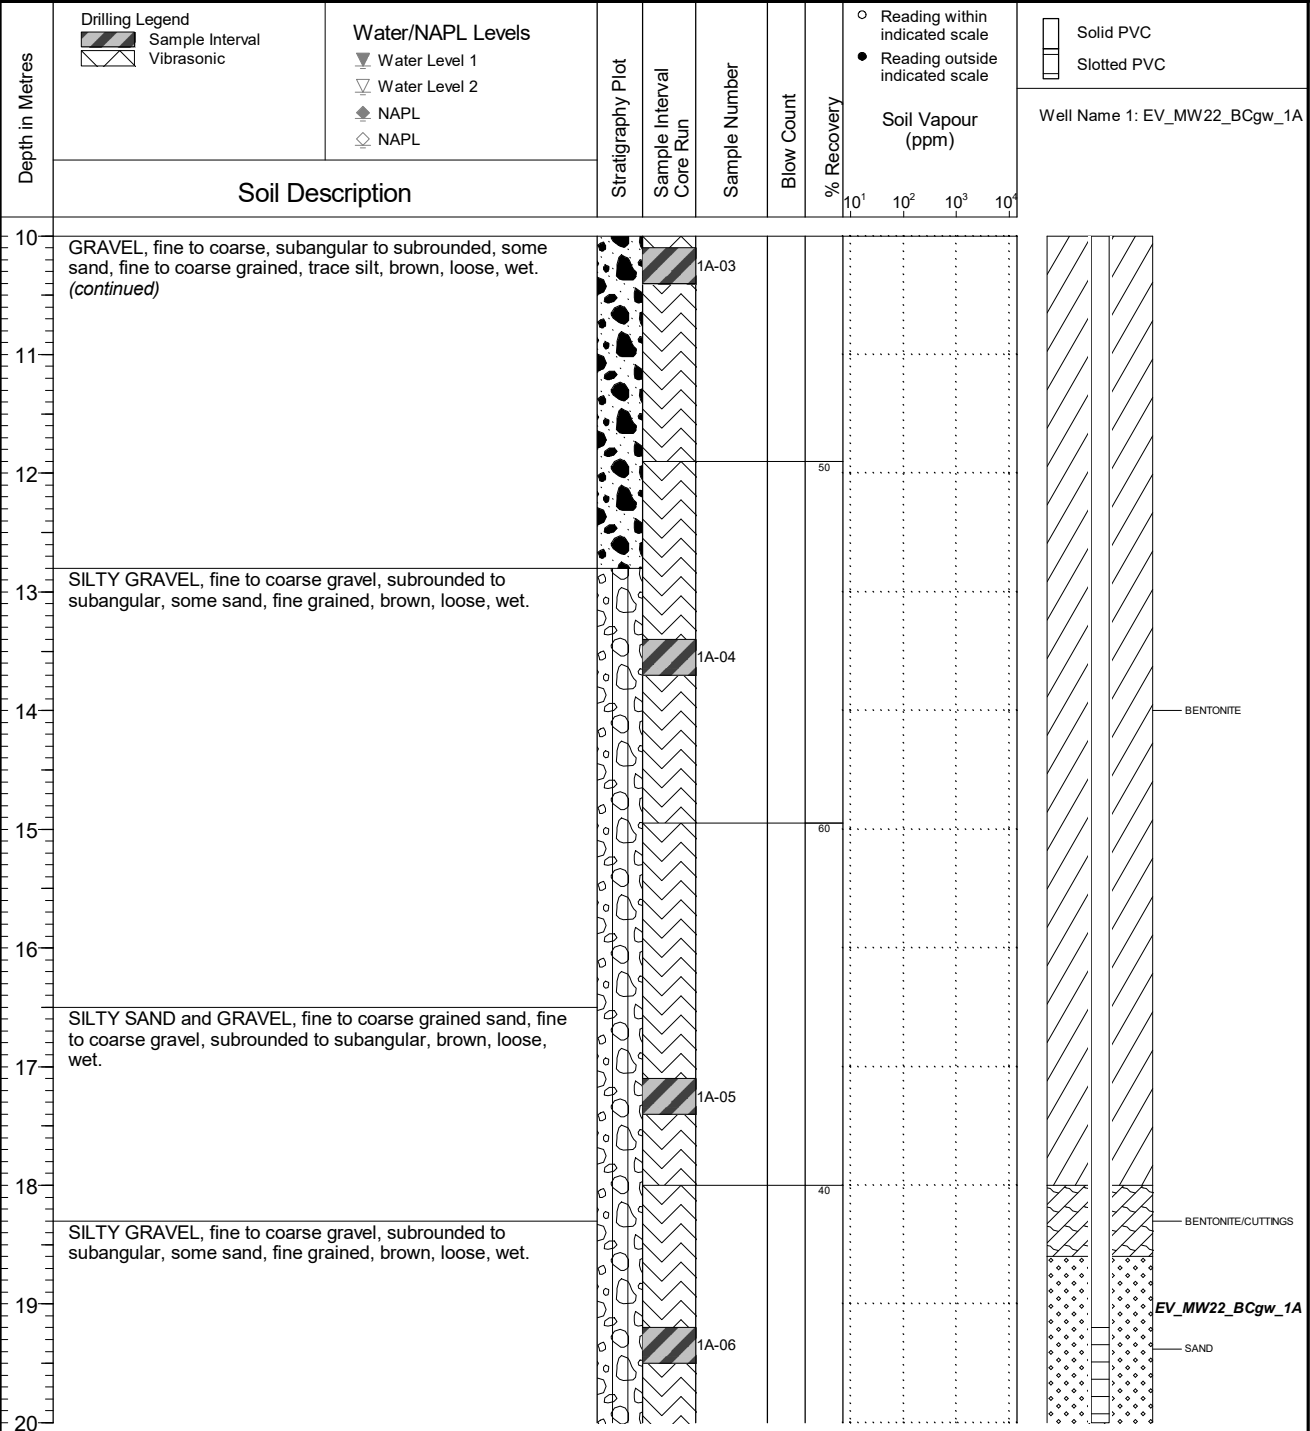 Drilling Legend
Sample Interval
Vibrasonic
Water/NAPL Levels
Water Level 1
Water Level 2
NAPL
NAPL
Depth in Metres
Soil Description
Stratigraphy Plot
Sample Interval
Core Run
Sample Number
Blow Count
% Recovery
Reading within
indicated scale
Reading outside
indicated scale
Soil Vapour
(ppm)
10¹ 10² 10³ 10⁴
Solid PVC
Slotted PVC
Well Name 1: EV_MW22_BCgw_1A
10
GRAVEL, fine to coarse, subangular to subrounded, some
sand, fine to coarse grained, trace silt, brown, loose, wet.
(continued)
1A-03
11
12
50
13
SILTY GRAVEL, fine to coarse gravel, subrounded to
subangular, some sand, fine grained, brown, loose, wet.
1A-04
14
BENTONITE
15
60
16
SILTY SAND and GRAVEL, fine to coarse grained sand, fine
to coarse gravel, subrounded to subangular, brown, loose,
wet.
17
1A-05
18
40
SILTY GRAVEL, fine to coarse gravel, subrounded to
subangular, some sand, fine grained, brown, loose, wet.
BENTONITE/CUTTINGS
19
EV_MW22_BCgw_1A
1A-06
SAND
20